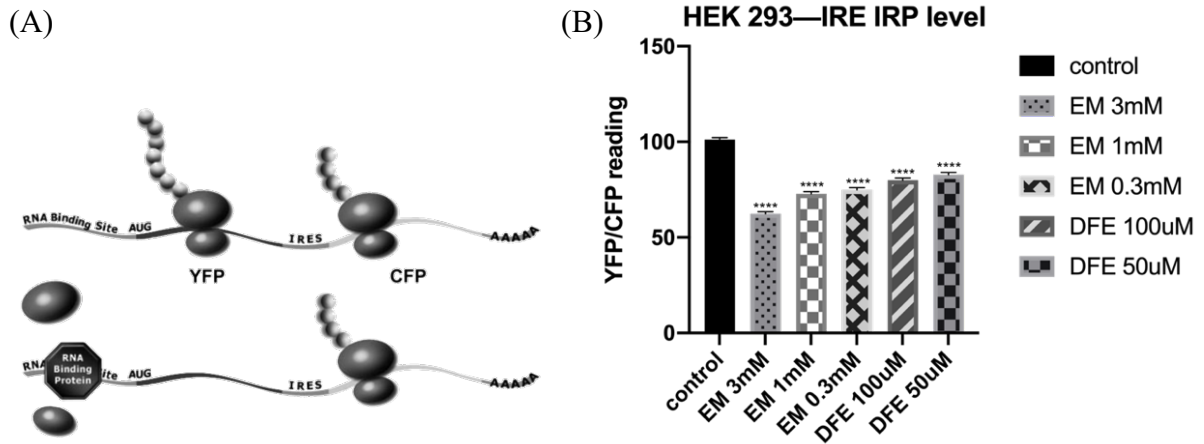 (A)
RNA Binding Site AUG
IRES
AAAAA
YFP
CFP
RNA
Binding
Protein
RN
ite AUG
IRES
AAAAA
(B)
HEK 293—IRE IRP level
YFP/CFP reading
150
100
50
0
****
****
****
****
****
control
EM 3mM
EM 1mM
EM 0.3mM
DFE 100uM
DFE 50uM
control
EM 3mM
EM 1mM
EM 0.3mM
DFE 100uM
DFE 50uM